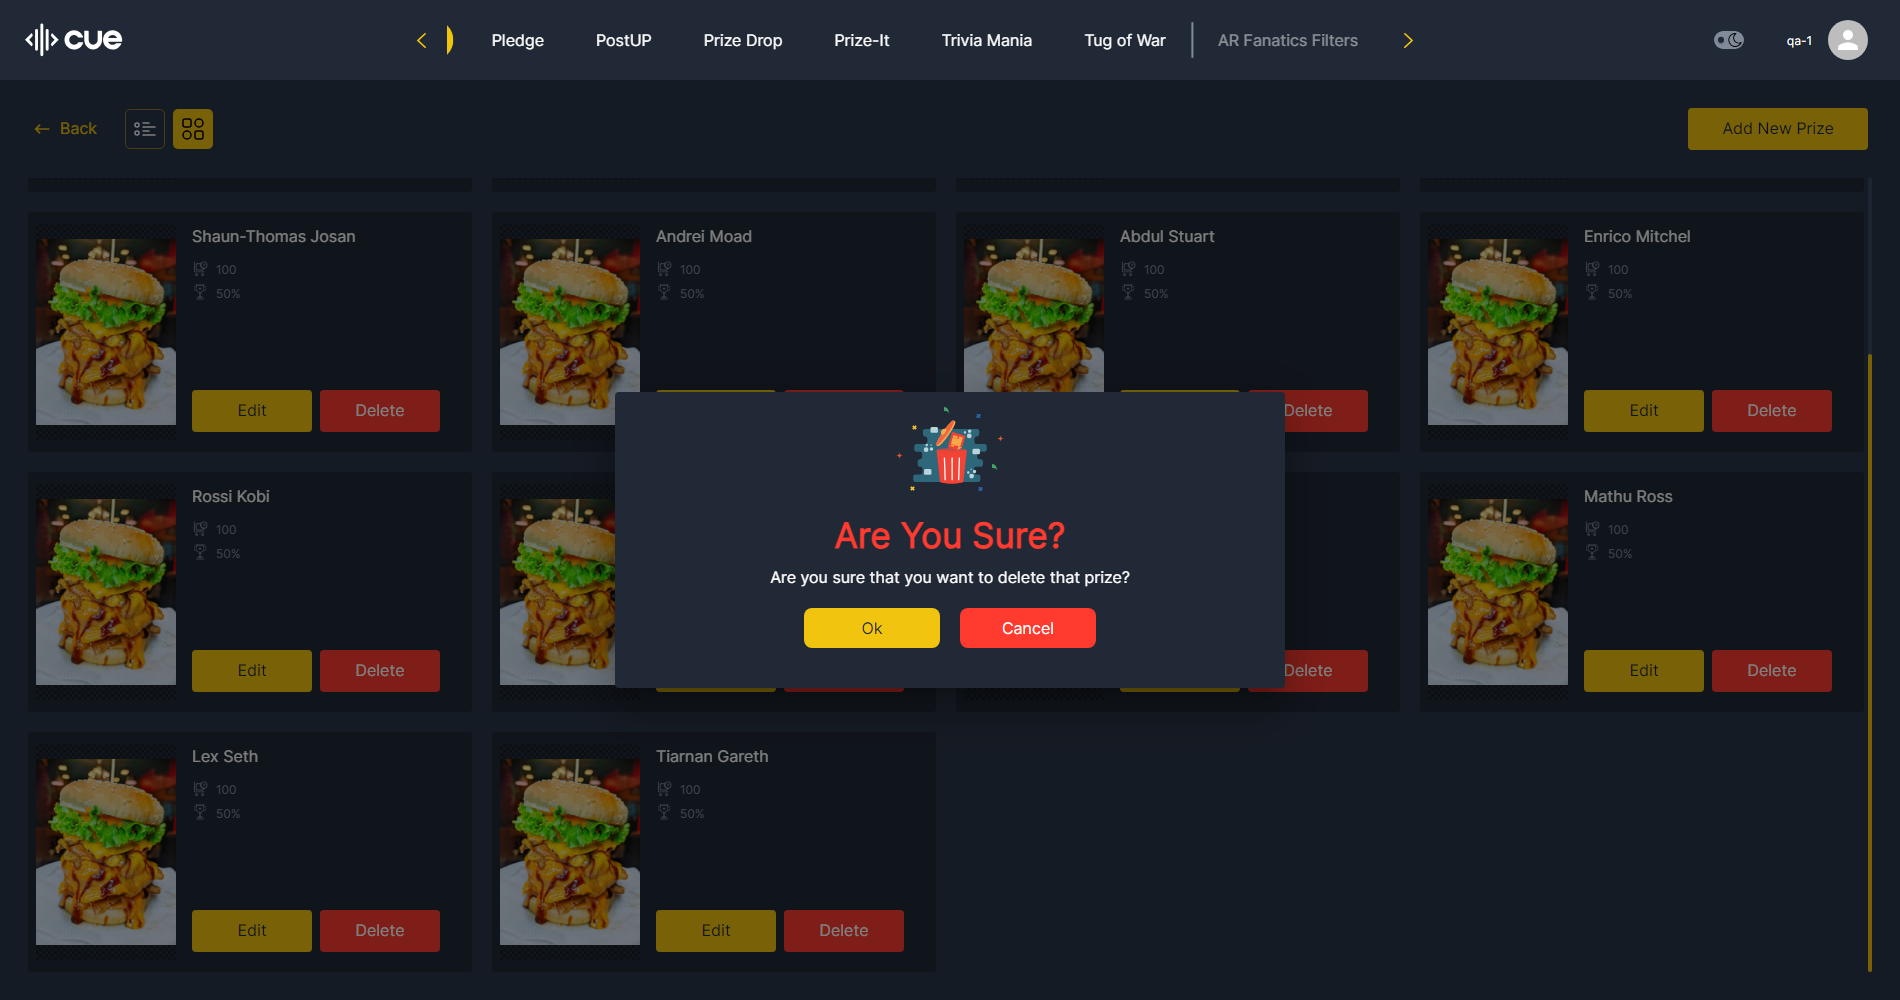 cue
Pledge
PostUP
Prize Drop
Prize-It
Trivia Mania
Tug of War
AR Fanatics Filters
qa-1
Back
Add New Prize
Shaun-Thomas Josan
100
50%
Edit
Delete
Andrei Moad
100
50%
Abdul Stuart
100
50%
Delete
Enrico Mitchel
100
50%
Edit
Delete
Are You Sure?
Are you sure that you want to delete that prize?
Ok
Cancel
Rossi Kobi
100
50%
Edit
Delete
Delete
Mathu Ross
100
50%
Edit
Delete
Lex Seth
100
50%
Edit
Delete
Tiarnan Gareth
100
50%
Edit
Delete